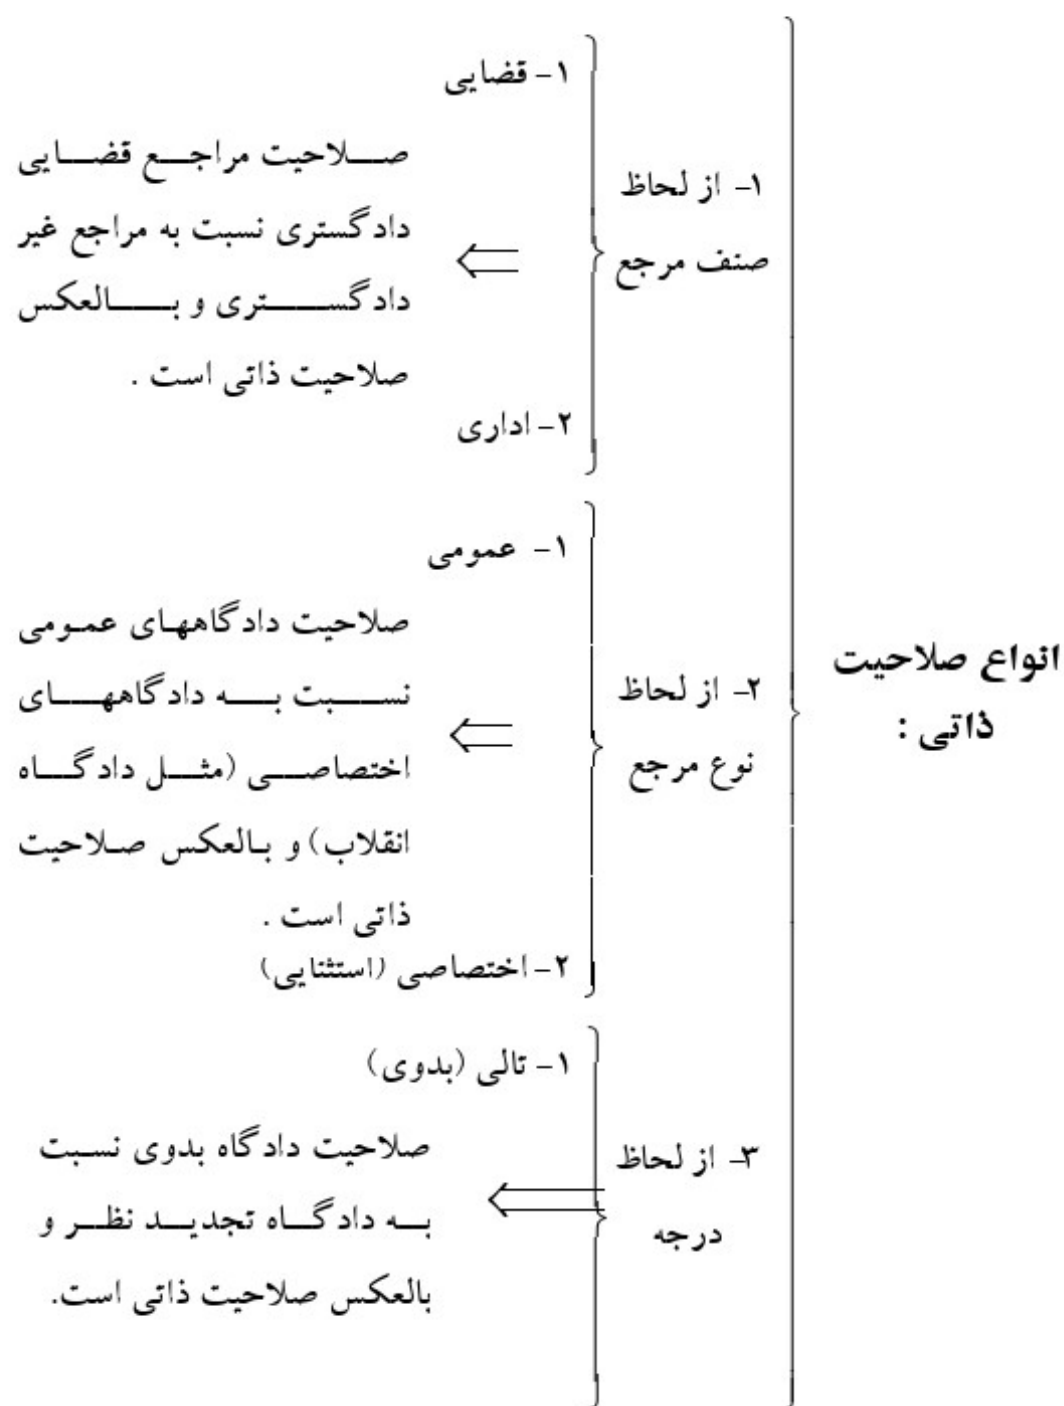 انواع صلاحیت
ذاتی :
۱- از لحاظ
صنف مرجع
۱- قضایی
صلاحیت مراجع قضایی
دادگستری نسبت به مراجع غیر
دادگستری و بالعکس
صلاحیت ذاتی است .
۲- اداری
۲- از لحاظ
نوع مرجع
۱- عمومی
صلاحیت دادگاههای عمومی
نسبت به دادگاههای
اختصاصی (مثل دادگاه
انقلاب) و بالعکس صلاحیت
ذاتی است .
۲- اختصاصی (استثنایی)
۳- از لحاظ
درجه
۱- تالی (بدوی)
صلاحیت دادگاه بدوی نسبت
به دادگاه تجدید نظر و
بالعکس صلاحیت ذاتی است.